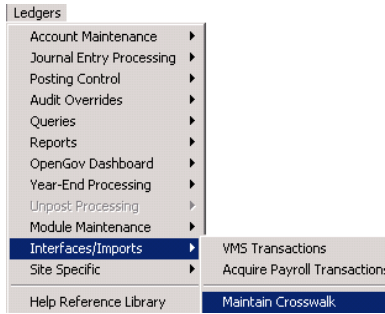 Ledgers
Account Maintenance
Journal Entry Processing
Posting Control
Audit Overrides
Queries
Reports
OpenGov Dashboard
Year-End Processing
Unpost Processing
Module Maintenance
Interfaces/Imports
Site Specific
Help Reference Library
VMS Transactions
Acquire Payroll Transactions
Maintain Crosswalk